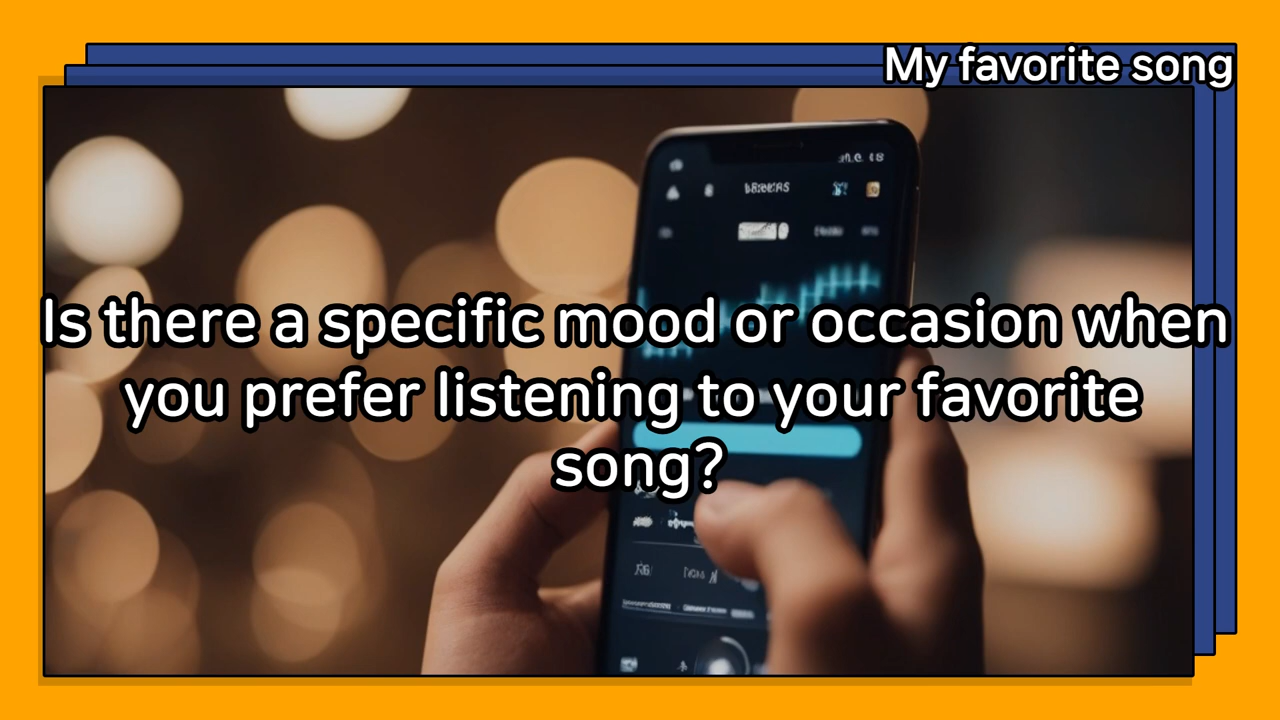 My favorite song
Is there a specific mood or occasion when
you prefer listening to your favorite
song?